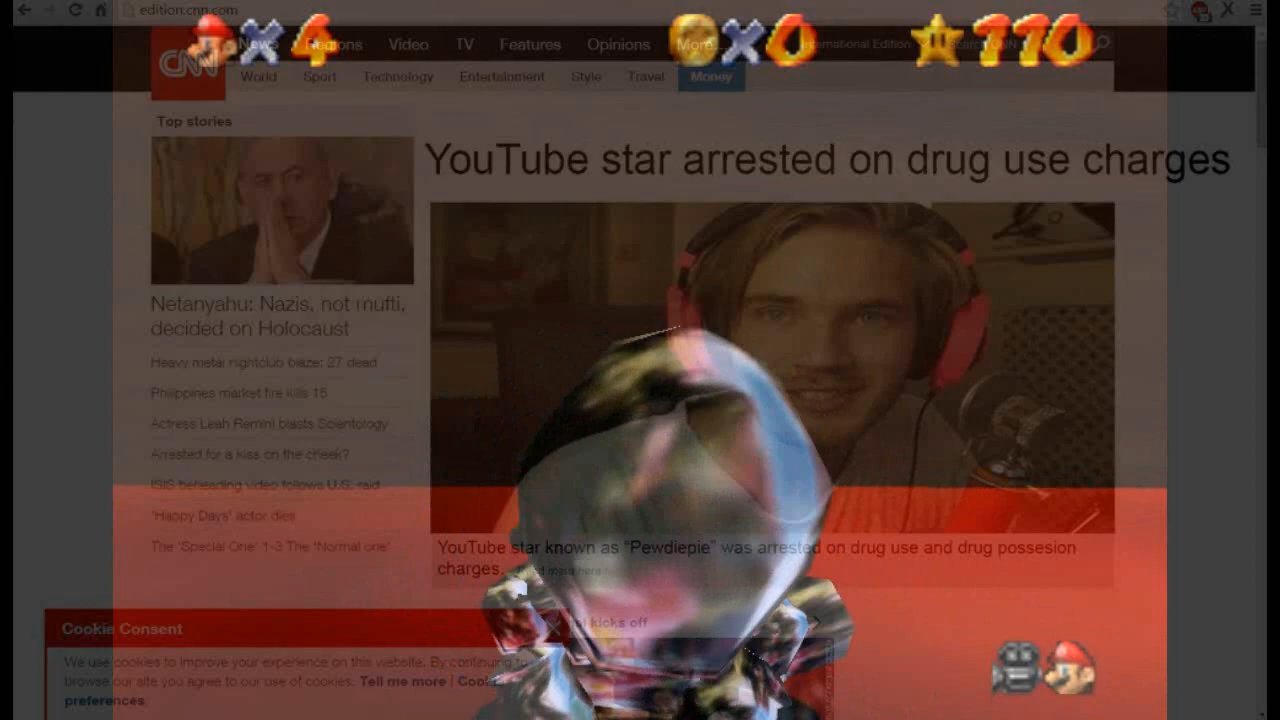 edition.cnn.com
× 4
× 0
110
CNN
News Regions Video TV Features Opinions More... International Edition Search CNN
World Sport Technology Entertainment Style Travel Money
Top stories
YouTube star arrested on drug use charges
Netanyahu: Nazis, not mufti,
decided on Holocaust
Heavy metal nightclub blaze: 27 dead
Philippines market fire kills 15
Actress Leah Remini blasts Scientology
Arrested for a kiss on the cheek?
ISIS beheading video follows U.S. raid
'Happy Days' actor dies
The 'Special One' 1-3 The 'Normal one'
YouTube star known as “Pewdiepie” was arrested on drug use and drug possesion
charges.
kicks off
Cookie Consent
We use cookies to improve your experience on this website. By continuing to
browse our site you agree to our use of cookies. Tell me more |
preferences.